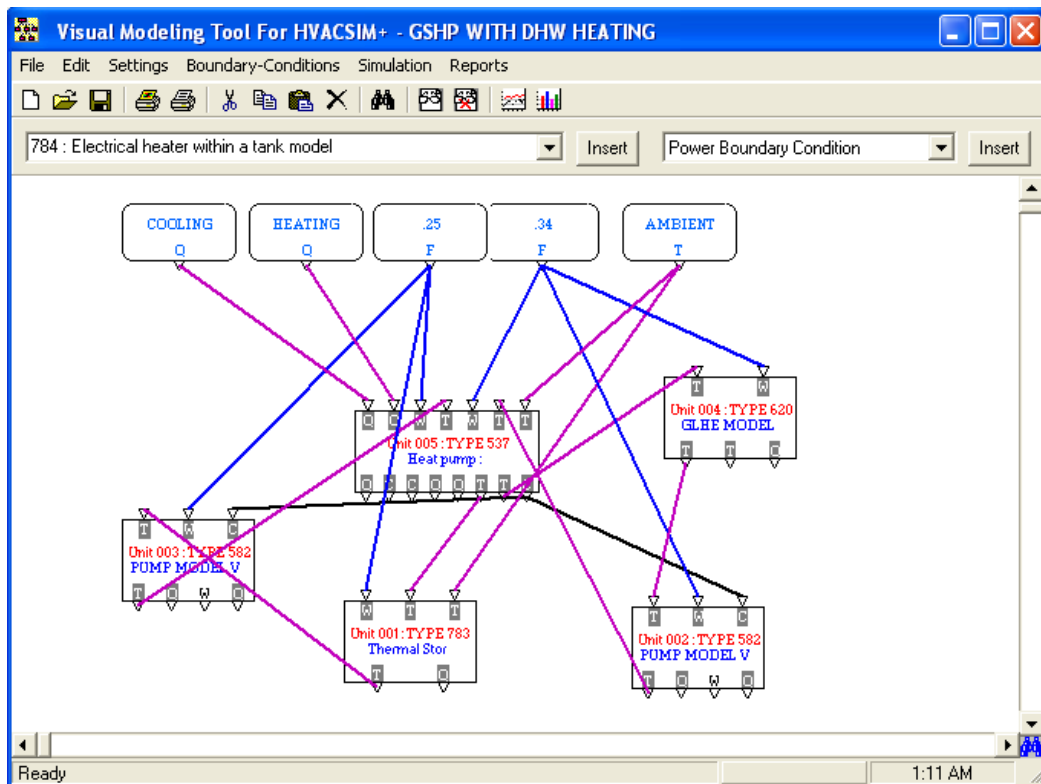 Visual Modeling Tool For HVACSIM+ - GSHP WITH DHW HEATING
File Edit Settings Boundary-Conditions Simulation Reports
784 : Electrical heater within a tank model Insert Power Boundary Condition Insert
COOLING HEATING .25 .34 AMBIENT
Q Q F F T
T W
Unit 004 : TYPE 620
GLHE MODEL
T T Q
Q C W T W T T
Unit 005 : TYPE 537
Heat pump :
T W C
Unit 003 : TYPE 582
PUMP MODEL V
T Q W Q
W T T
Unit 001 : TYPE 783
Thermal Stor
T Q
T W C
Unit 002 : TYPE 582
PUMP MODEL V
T Q W Q
Ready 1:11 AM